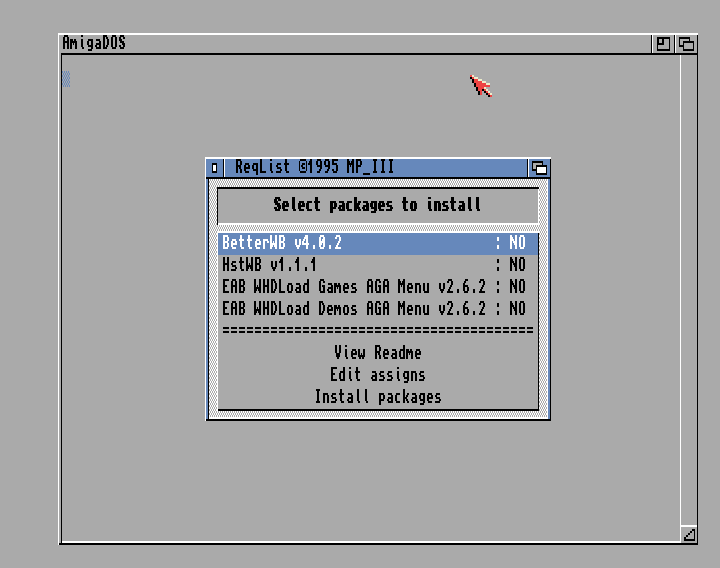 AmigaDOS
ReqList ©1995 MP_III
Select packages to install
BetterWB v4.0.2 : NO
HstWB v1.1.1 : NO
EAB WHDLoad Games AGA Menu v2.6.2 : NO
EAB WHDLoad Demos AGA Menu v2.6.2 : NO
=======================================
View Readme
Edit assigns
Install packages